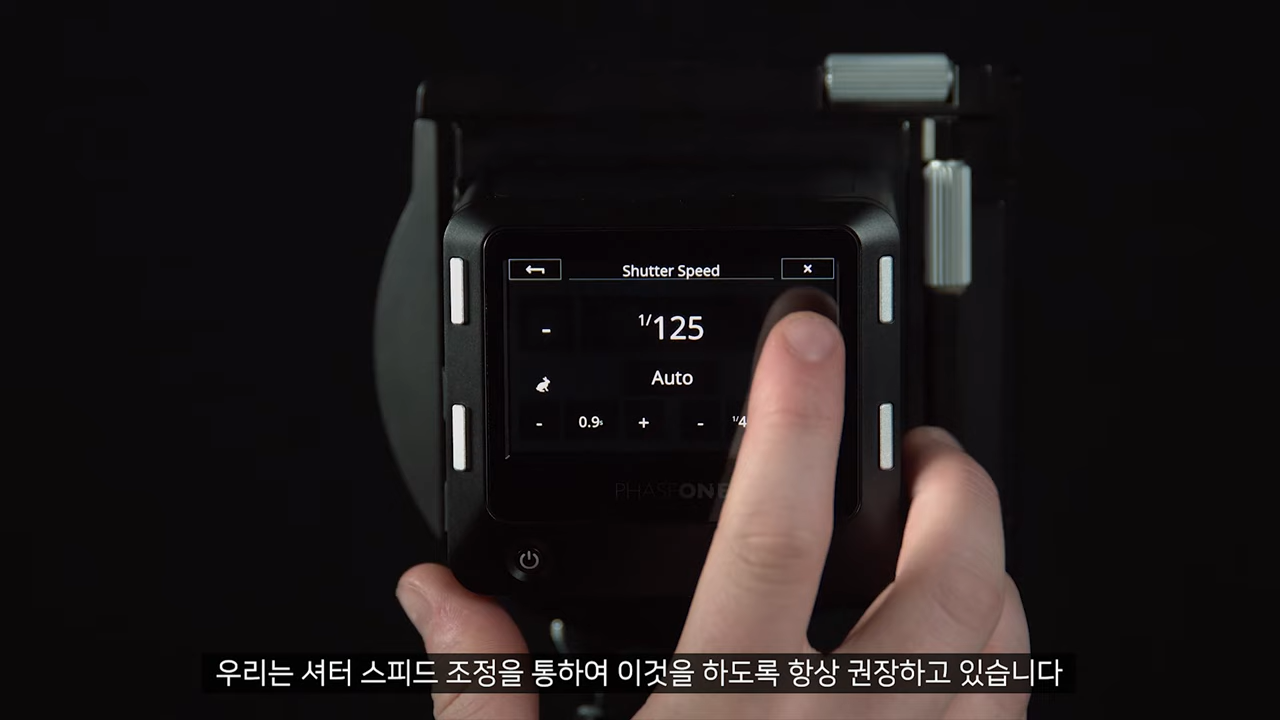 Shutter Speed
- 1/125
Auto
- 0.9s + - 1/4
PHASEONE
우리는 셔터 스피드 조정을 통하여 이것을 하도록 항상 권장하고 있습니다